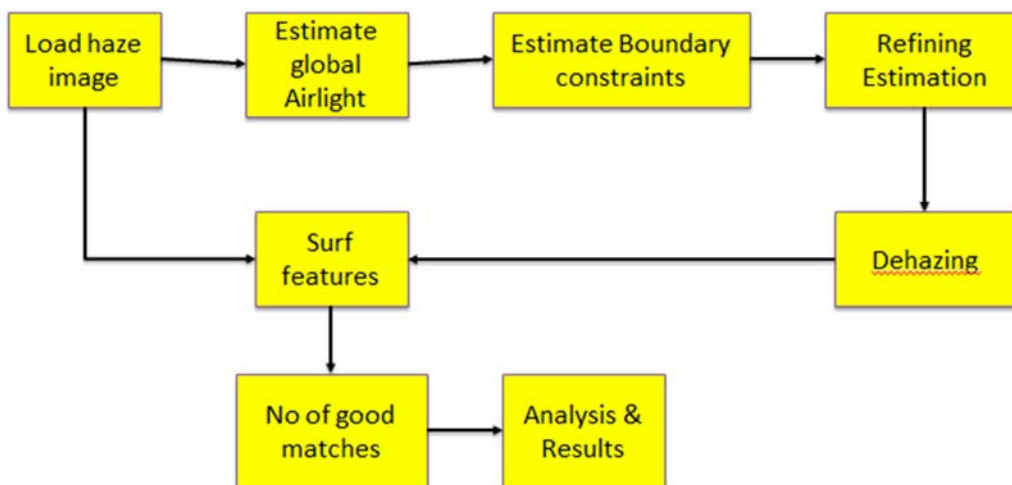 Load haze
image
Estimate
global
Airlight
Estimate Boundary
constraints
Refining
Estimation
Surf
features
Dehazing
No of good
matches
Analysis &
Results